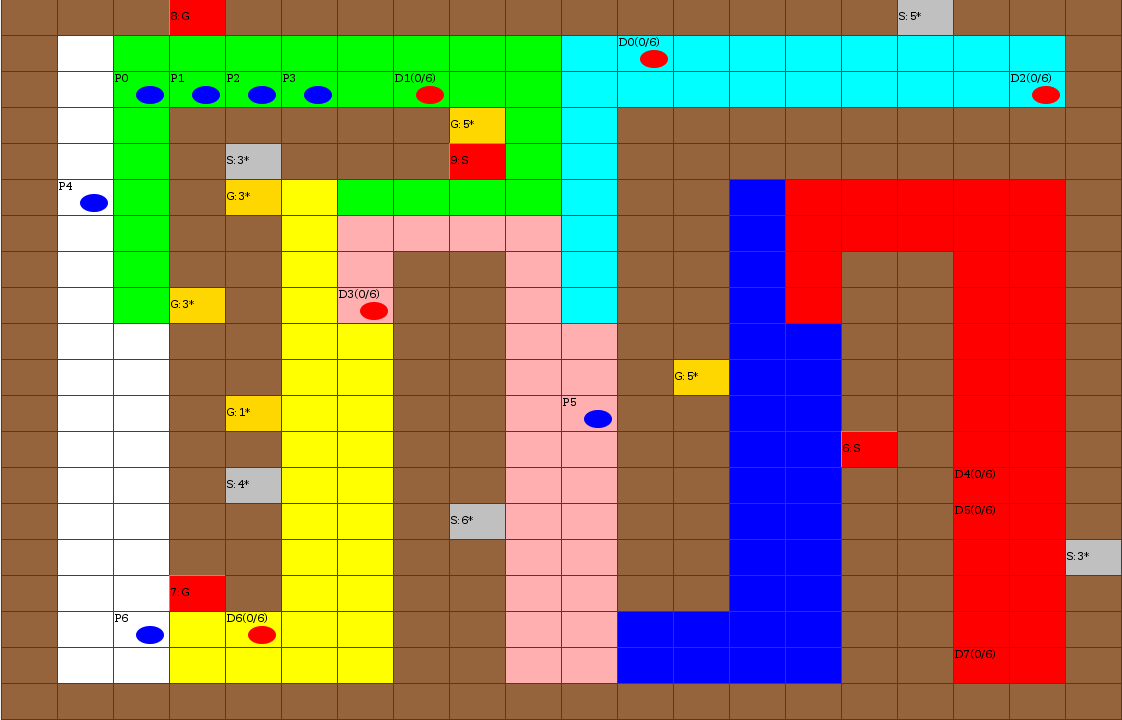 8:G S:5*
D0(0/6)
P0 P1 P2 P3 D1(0/6) D2(0/6)
G:5*
S:3* 9:S
P4 G:3*
G:3* D3(0/6)
G:5*
G:1* P5
6:S
S:4* D4(0/6)
S:6* D5(0/6)
S:3*
7:G
P6 D6(0/6)
D7(0/6)